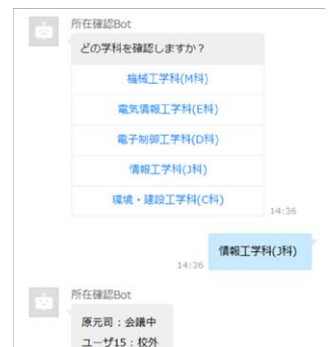 所在確認Bot
どの学科を確認しますか？
機械工学科(M科)
電気情報工学科(E科)
電子制御工学科(D科)
情報工学科(J科)
環境・建設工学科(C科)
14:36
情報工学科(J科)
14:36
所在確認Bot
原元司：会議中
ユーザ15：校外